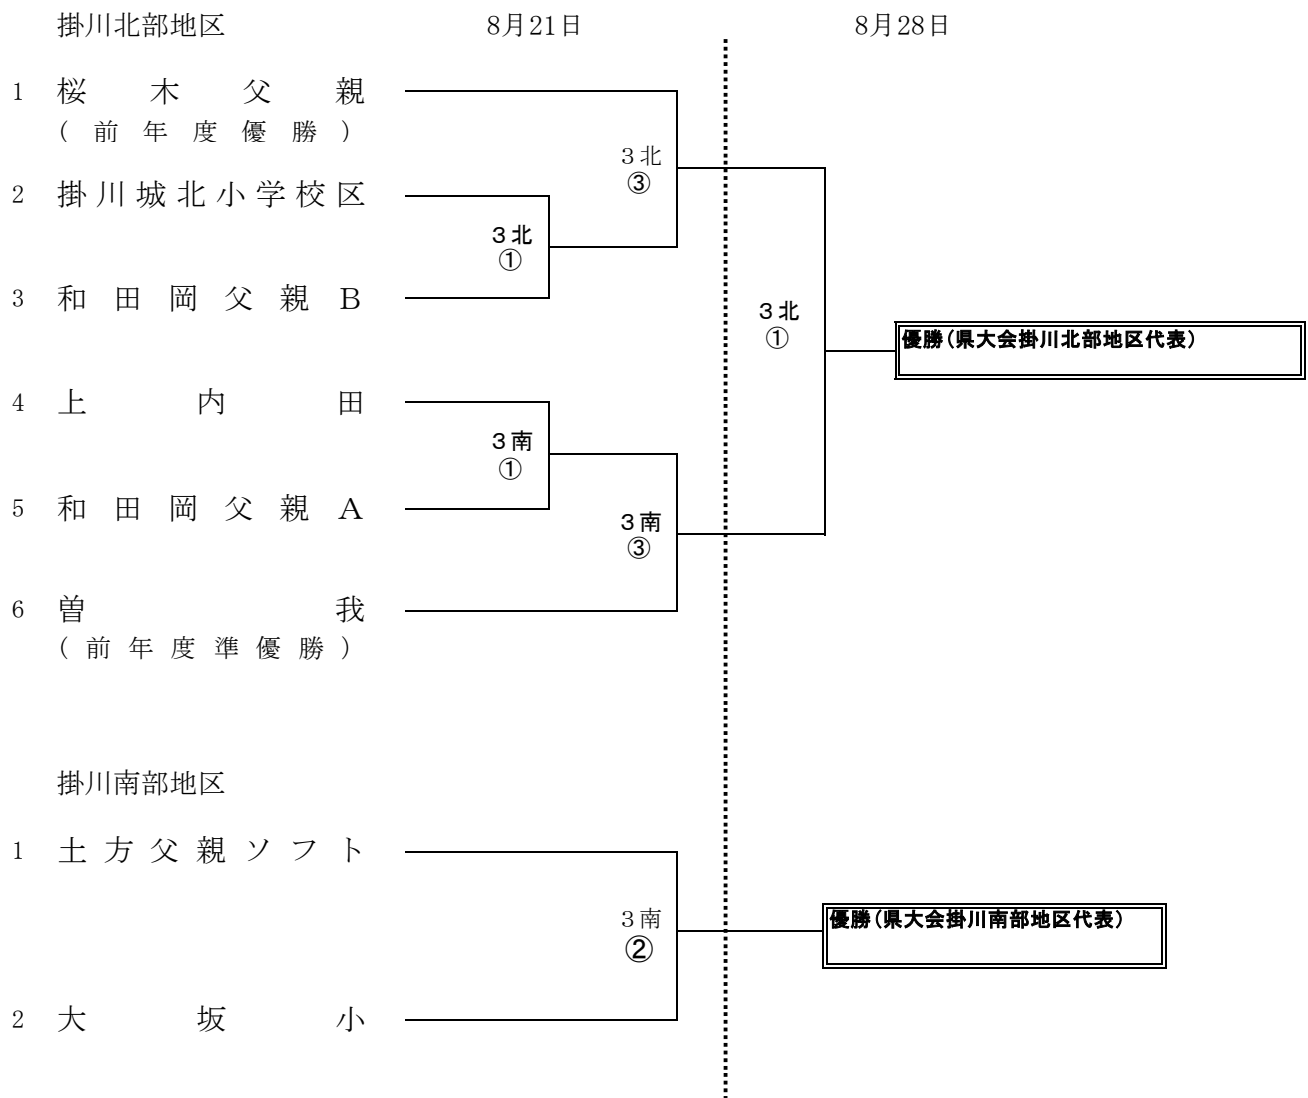 掛川北部地区 8月21日 8月28日
1 桜木父親
(前年度優勝)
3北
③
2 掛川城北小学校区
3北
①
3 和田岡父親B
3北
①
優勝(県大会掛川北部地区代表)
4 上内田
3南
①
5 和田岡父親A
3南
③
6 曽我
(前年度準優勝)
掛川南部地区
1 土方父親ソフト
3南
②
優勝(県大会掛川南部地区代表)
2 大坂小